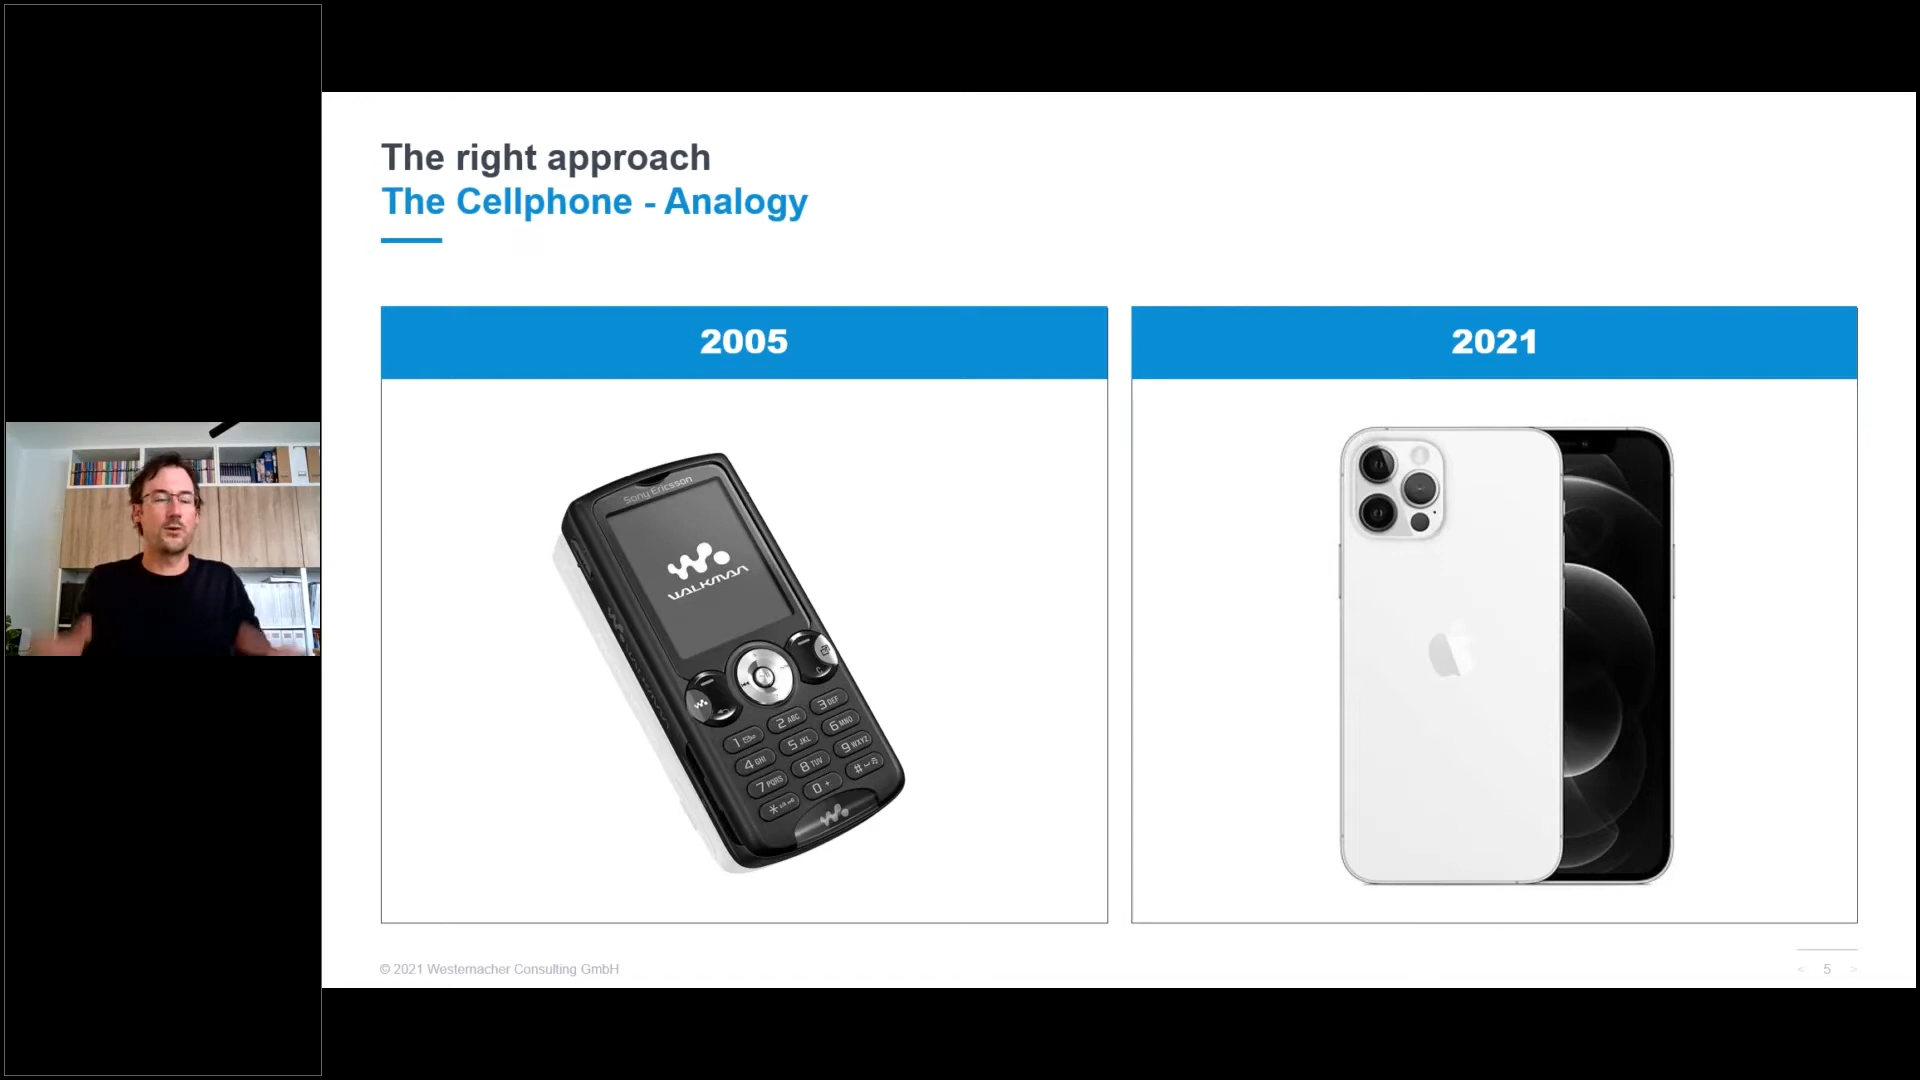 The right approach
The Cellphone - Analogy
2005
2021
Sony Ericsson
WALKMAN
C
1
2 ABC
3 DEF
4 GHI
5 JKL
6 MNO
7 PQRS
8 TUV
9 WXYZ
*
0 +
#
© 2021 Westernacher Consulting GmbH
< 5 >